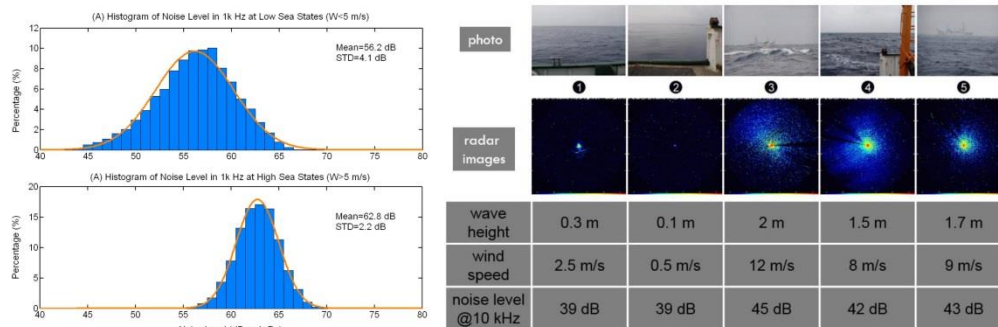 (A) Histogram of Noise Level in 1k Hz at Low Sea States (W<5 m/s)
Percentage (%)
12
10
8
6
4
2
0
Mean=56.2 dB
STD=4.1 dB
40 45 50 55 60 65 70 75 80
(A) Histogram of Noise Level in 1k Hz at High Sea States (W>5 m/s)
Percentage (%)
20
15
10
5
0
Mean=62.8 dB
STD=2.2 dB
40 45 50 55 60 65 70 75 80
photo
1 2 3 4 5
radar
images
wave
height
0.3 m 0.1 m 2 m 1.5 m 1.7 m
wind
speed
2.5 m/s 0.5 m/s 12 m/s 8 m/s 9 m/s
noise level
@10 kHz
39 dB 39 dB 45 dB 42 dB 43 dB